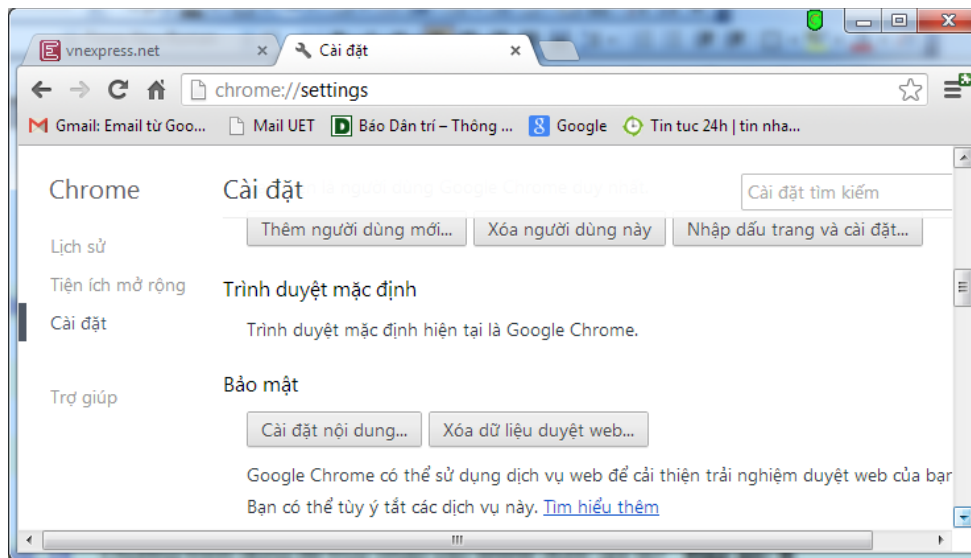 vnexpress.net
Cài đặt
chrome://settings
Gmail: Email từ Goo...
Mail UET
Báo Dân trí – Thông ...
Google
Tin tuc 24h | tin nha...
Chrome
Cài đặt
Cài đặt tìm kiếm
Thêm người dùng mới...
Xóa người dùng này
Nhập dấu trang và cài đặt...
Lịch sử
Tiện ích mở rộng
Cài đặt
Trợ giúp
Trình duyệt mặc định
Trình duyệt mặc định hiện tại là Google Chrome.
Bảo mật
Cài đặt nội dung...
Xóa dữ liệu duyệt web...
Google Chrome có thể sử dụng dịch vụ web để cải thiện trải nghiệm duyệt web của bạn
Bạn có thể tùy ý tắt các dịch vụ này. Tìm hiểu thêm